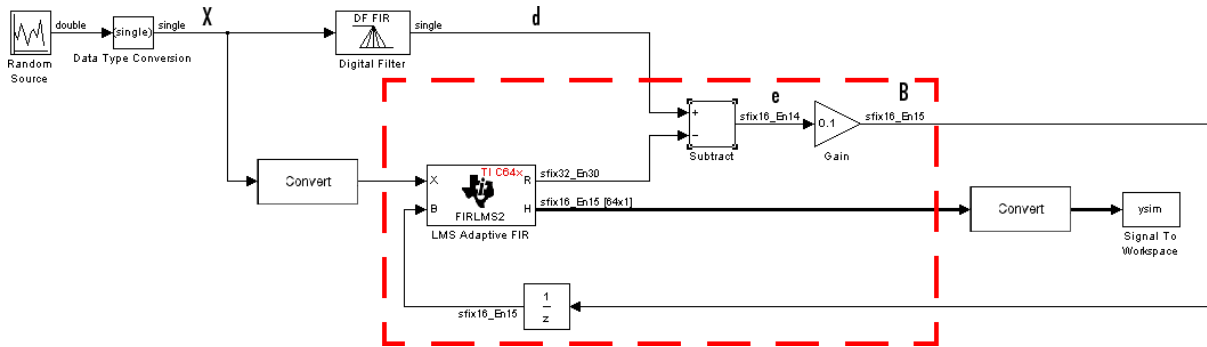 X
d
double
(single)
single
DF FIR
single
Random
Source
Data Type Conversion
Digital Filter
e
B
+
−
sfix16_En14
0.1
sfix16_En15
Subtract
Gain
Convert
X
TI C64x
R
sfix32_En30
B
FIRLMS2
H
sfix16_En15 [64x1]
LMS Adaptive FIR
Convert
ysim
Signal To
Workspace
sfix16_En15
1
z